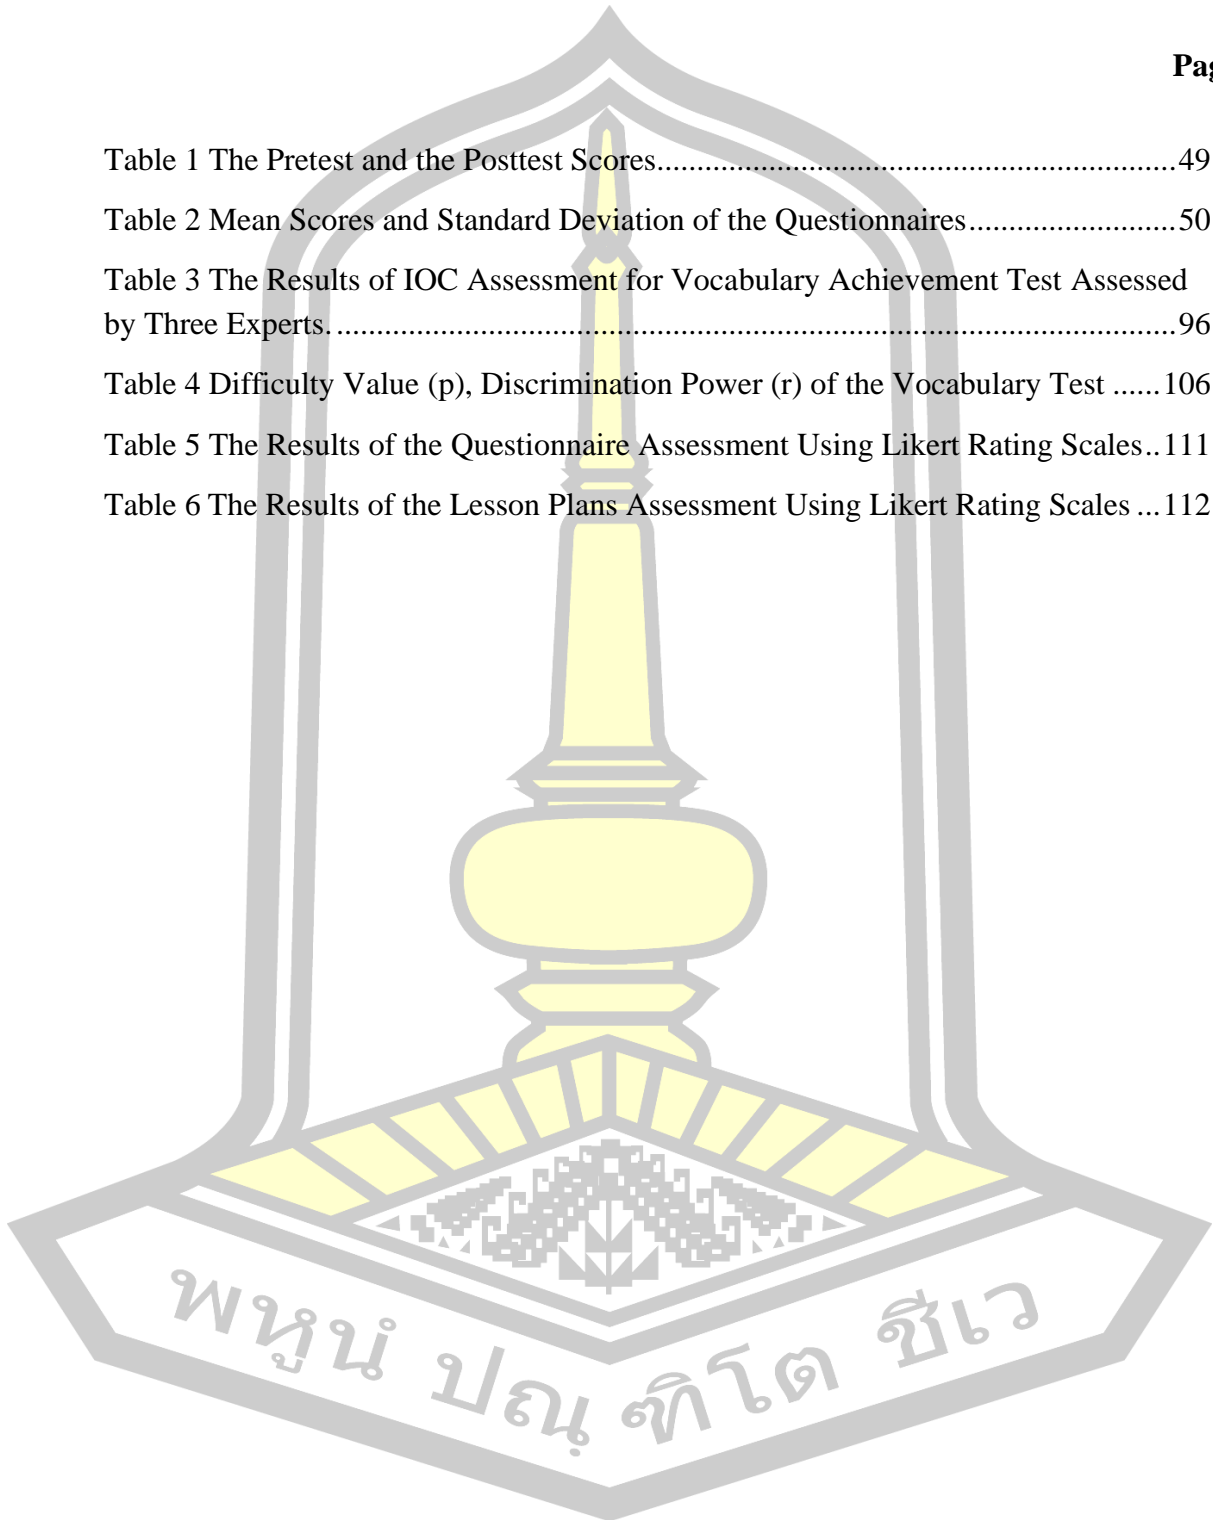 Pag
Table 1 The Pretest and the Posttest Scores.............................................................................49
Table 2 Mean Scores and Standard Deviation of the Questionnaires.........................50
Table 3 The Results of IOC Assessment for Vocabulary Achievement Test Assessed
by Three Experts. ...............................................................................................................96
Table 4 Difficulty Value (p), Discrimination Power (r) of the Vocabulary Test ......106
Table 5 The Results of the Questionnaire Assessment Using Likert Rating Scales..111
Table 6 The Results of the Lesson Plans Assessment Using Likert Rating Scales ...112
พหูนํ ปณฺฑิโต ชีเว